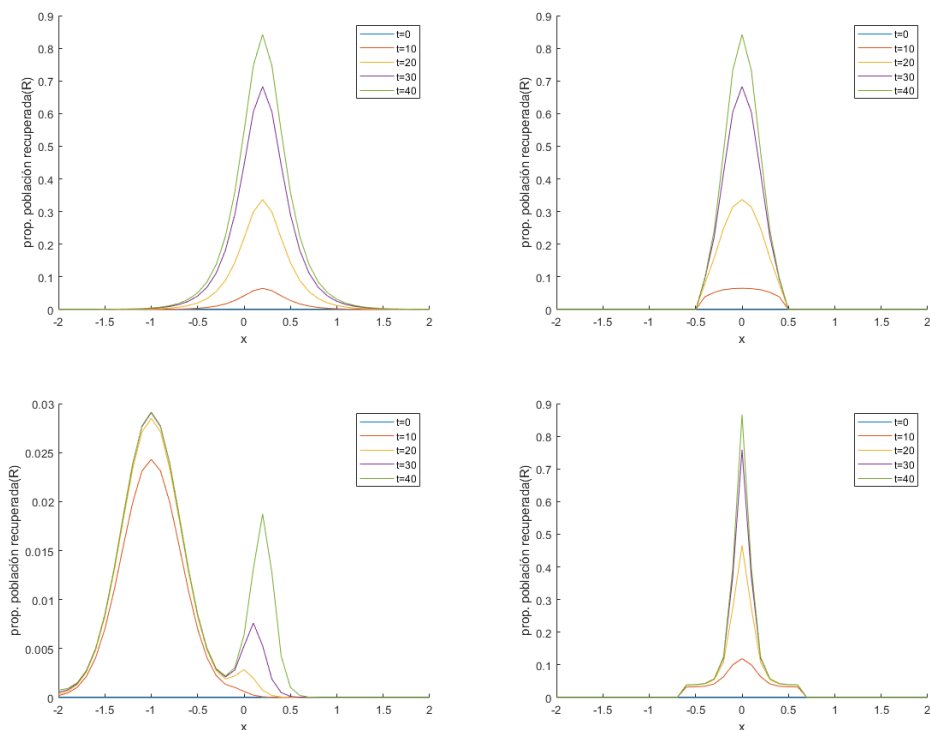 prop. población recuperada(R)
0.9
0.8
0.7
0.6
0.5
0.4
0.3
0.2
0.1
0
-2 -1.5 -1 -0.5 0 0.5 1 1.5 2
x
t=0
t=10
t=20
t=30
t=40
prop. población recuperada(R)
0.9
0.8
0.7
0.6
0.5
0.4
0.3
0.2
0.1
0
-2 -1.5 -1 -0.5 0 0.5 1 1.5 2
x
t=0
t=10
t=20
t=30
t=40
prop. población recuperada(R)
0.03
0.025
0.02
0.015
0.01
0.005
0
-2 -1.5 -1 -0.5 0 0.5 1 1.5 2
x
t=0
t=10
t=20
t=30
t=40
prop. población recuperada(R)
0.9
0.8
0.7
0.6
0.5
0.4
0.3
0.2
0.1
0
-2 -1.5 -1 -0.5 0 0.5 1 1.5 2
x
t=0
t=10
t=20
t=30
t=40